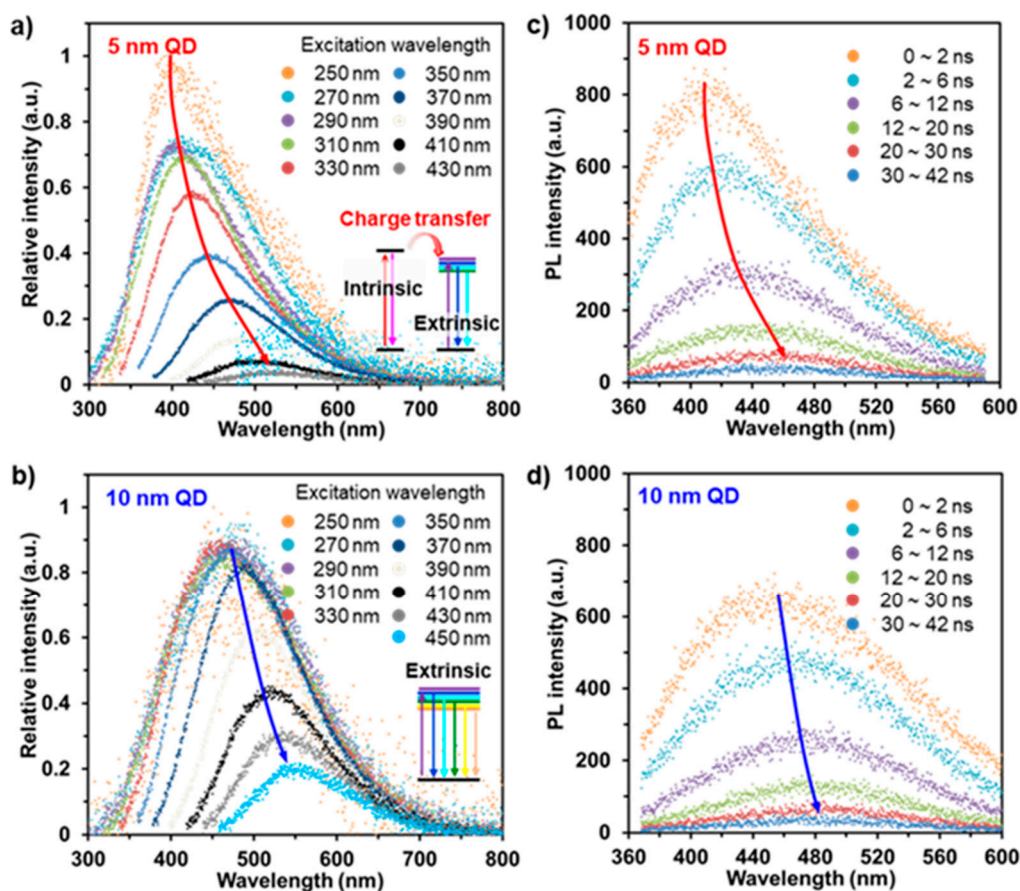 a)
5 nm QD
Excitation wavelength
250 nm
350 nm
270 nm
370 nm
290 nm
390 nm
310 nm
410 nm
330 nm
430 nm
Charge transfer
Intrinsic
Extrinsic
Relative intensity (a.u.)
1
0.8
0.6
0.4
0.2
0
300 400 500 600 700 800
Wavelength (nm)
c)
5 nm QD
0 ~ 2 ns
2 ~ 6 ns
6 ~ 12 ns
12 ~ 20 ns
20 ~ 30 ns
30 ~ 42 ns
PL intensity (a.u.)
1000
800
600
400
200
0
360 400 440 480 520 560 600
Wavelength (nm)
b)
10 nm QD
Excitation wavelength
250 nm
350 nm
270 nm
370 nm
290 nm
390 nm
310 nm
410 nm
330 nm
430 nm
450 nm
Extrinsic
Relative intensity (a.u.)
1
0.8
0.6
0.4
0.2
0
300 400 500 600 700 800
Wavelength (nm)
d)
10 nm QD
0 ~ 2 ns
2 ~ 6 ns
6 ~ 12 ns
12 ~ 20 ns
20 ~ 30 ns
30 ~ 42 ns
PL intensity (a.u.)
1000
800
600
400
200
0
360 400 440 480 520 560 600
Wavelength (nm)